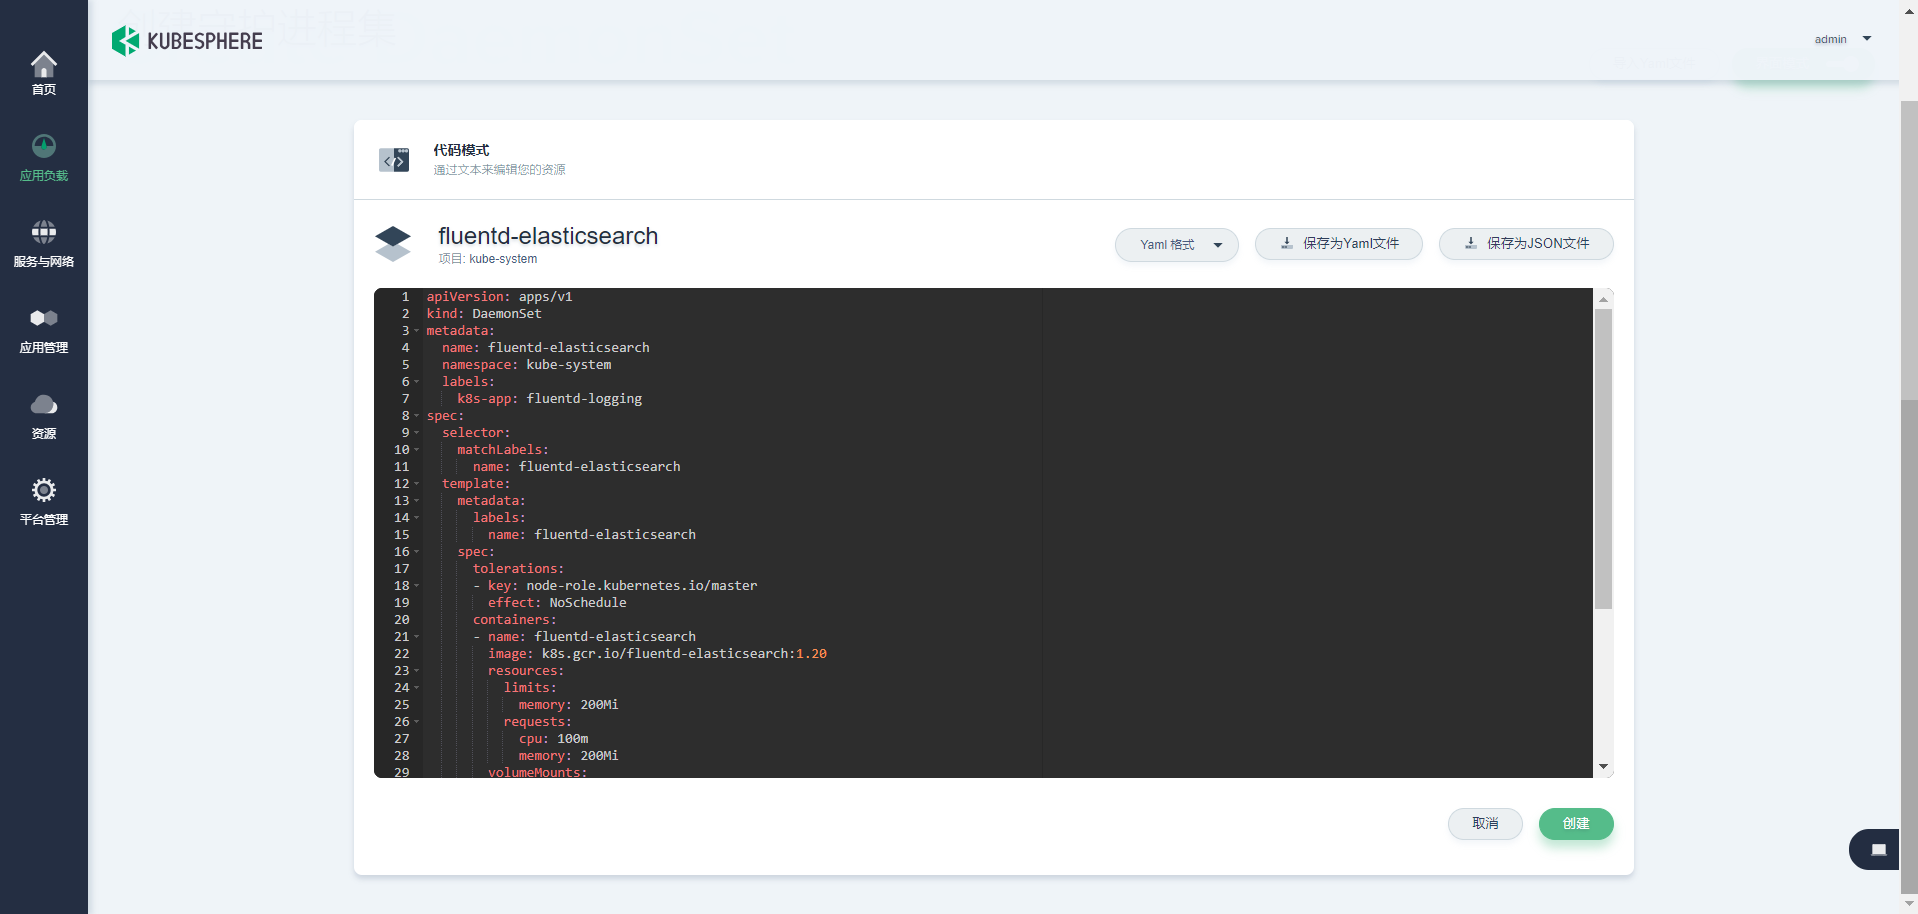 创建守护进程集
KUBESPHERE
admin
首页
应用负载
服务与网络
应用管理
资源
平台管理
代码模式
通过文本来编辑您的资源
fluentd-elasticsearch
项目: kube-system
Yaml 格式
保存为Yaml文件
保存为JSON文件
1 apiVersion: apps/v1
2 kind: DaemonSet
3 metadata:
4 name: fluentd-elasticsearch
5 namespace: kube-system
6 labels:
7 k8s-app: fluentd-logging
8 spec:
9 selector:
10 matchLabels:
11 name: fluentd-elasticsearch
12 template:
13 metadata:
14 labels:
15 name: fluentd-elasticsearch
16 spec:
17 tolerations:
18 - key: node-role.kubernetes.io/master
19 effect: NoSchedule
20 containers:
21 - name: fluentd-elasticsearch
22 image: k8s.gcr.io/fluentd-elasticsearch:1.20
23 resources:
24 limits:
25 memory: 200Mi
26 requests:
27 cpu: 100m
28 memory: 200Mi
29 volumeMounts:
取消
创建